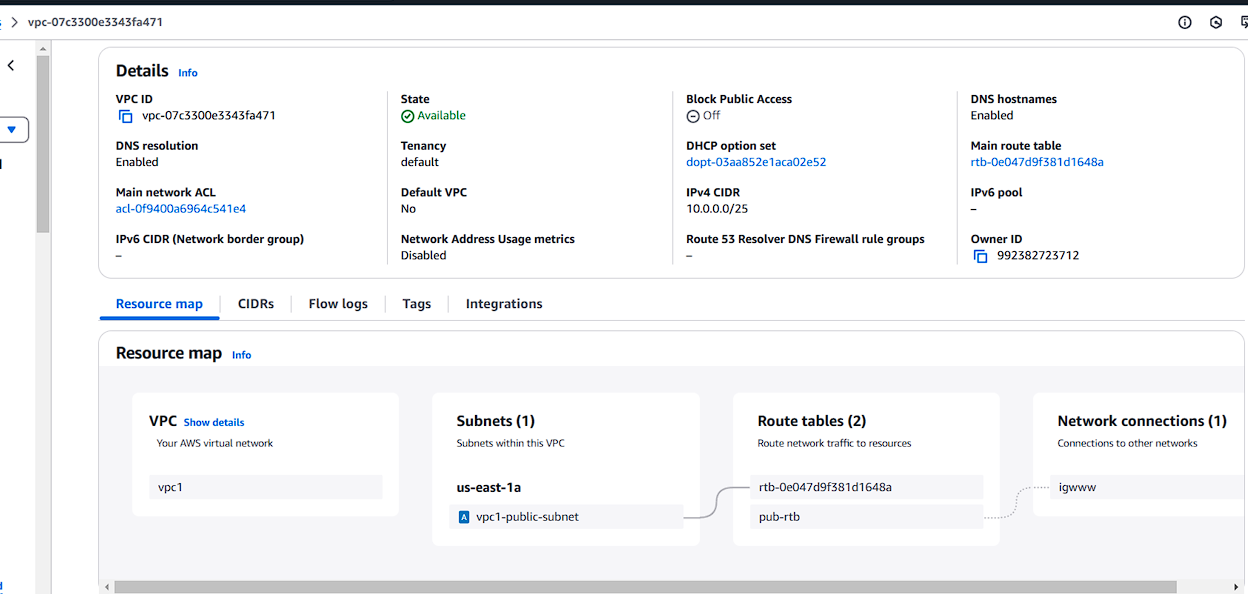 vpc-07c3300e3343fa471
Details Info
VPC ID
vpc-07c3300e3343fa471
State
Available
Block Public Access
Off
DNS hostnames
Enabled
DNS resolution
Enabled
Tenancy
default
DHCP option set
dopt-03aa852e1aca02e52
Main route table
rtb-0e047d9f381d1648a
Main network ACL
acl-0f9400a6964c541e4
Default VPC
No
IPv4 CIDR
10.0.0.0/25
IPv6 pool
–
IPv6 CIDR (Network border group)
–
Network Address Usage metrics
Disabled
Route 53 Resolver DNS Firewall rule groups
–
Owner ID
992382723712
Resource map CIDRs Flow logs Tags Integrations
Resource map Info
VPC Show details
Your AWS virtual network
vpc1
Subnets (1)
Subnets within this VPC
us-east-1a
A vpc1-public-subnet
Route tables (2)
Route network traffic to resources
rtb-0e047d9f381d1648a
pub-rtb
Network connections (1)
Connections to other networks
igwww